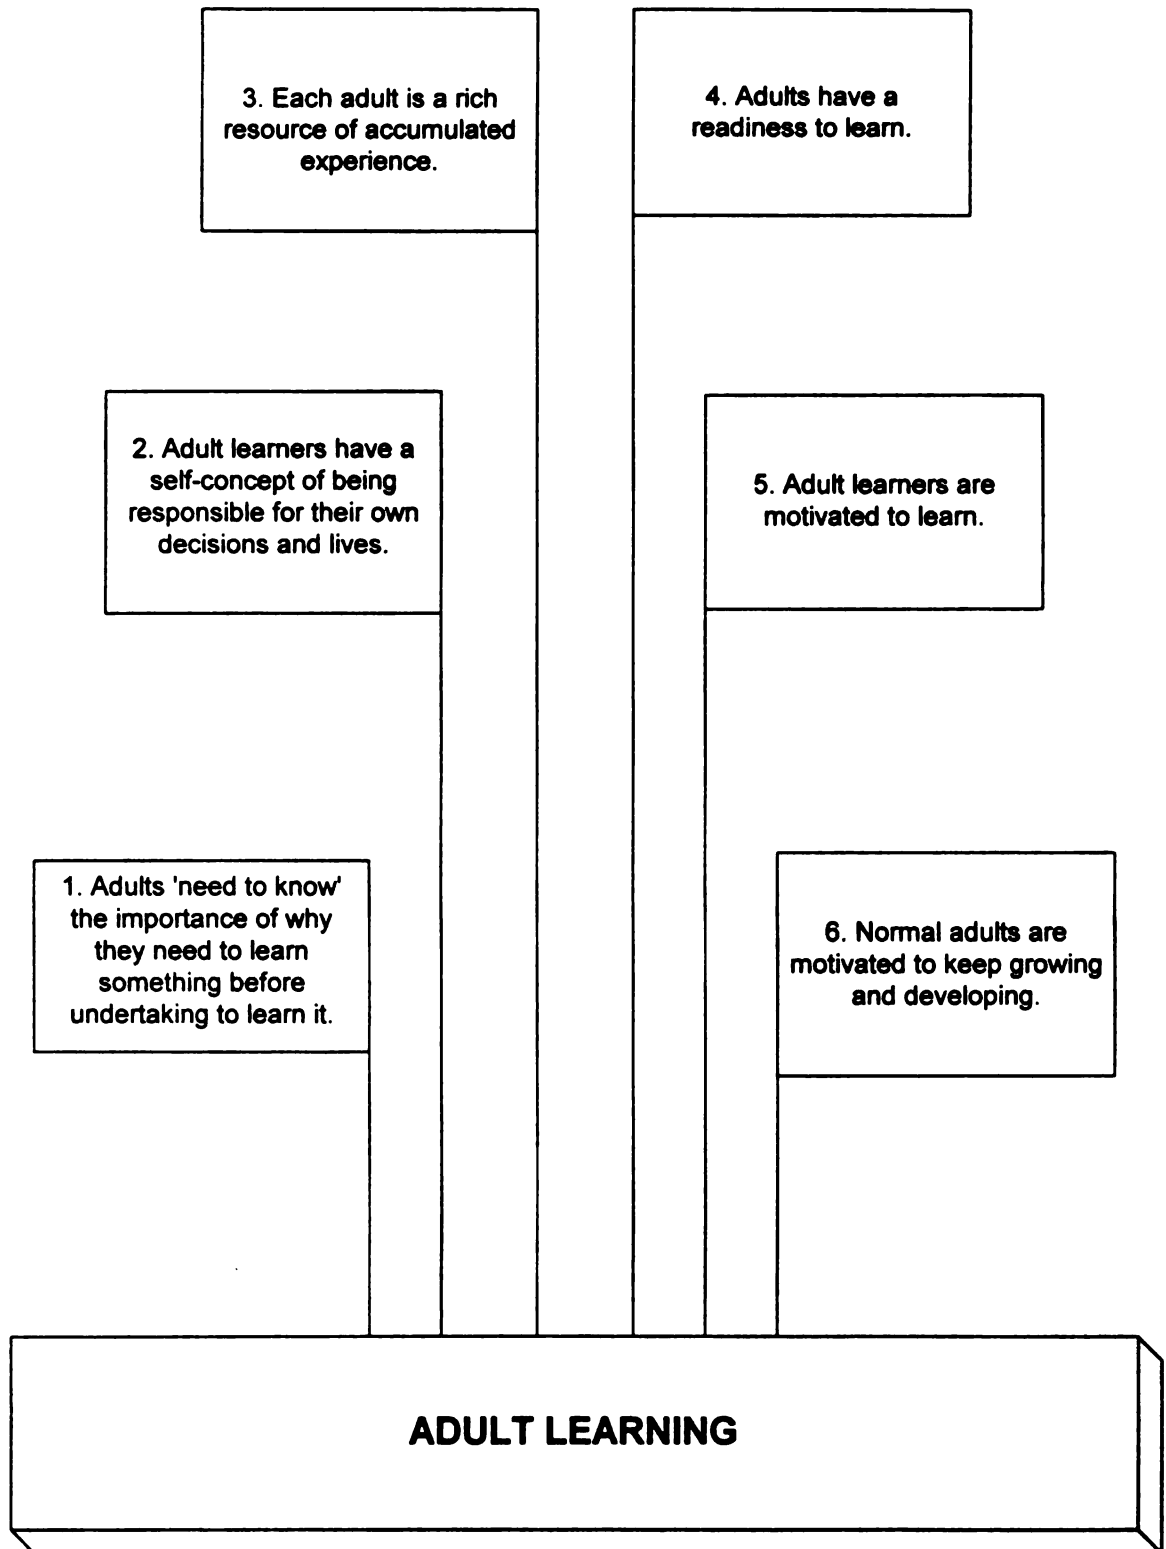 3. Each adult is a rich
resource of accumulated
experience.
4. Adults have a
readiness to learn.
2. Adult learners have a
self-concept of being
responsible for their own
decisions and lives.
5. Adult learners are
motivated to learn.
1. Adults 'need to know'
the importance of why
they need to learn
something before
undertaking to learn it.
6. Normal adults are
motivated to keep growing
and developing.
ADULT LEARNING